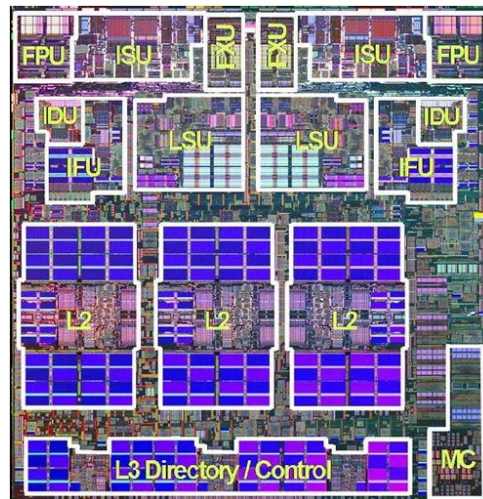 FPU ISU FXU FXU ISU FPU
IDU LSU LSU IDU
IFU IFU
L2 L2 L2
L3 Directory / Control
MC